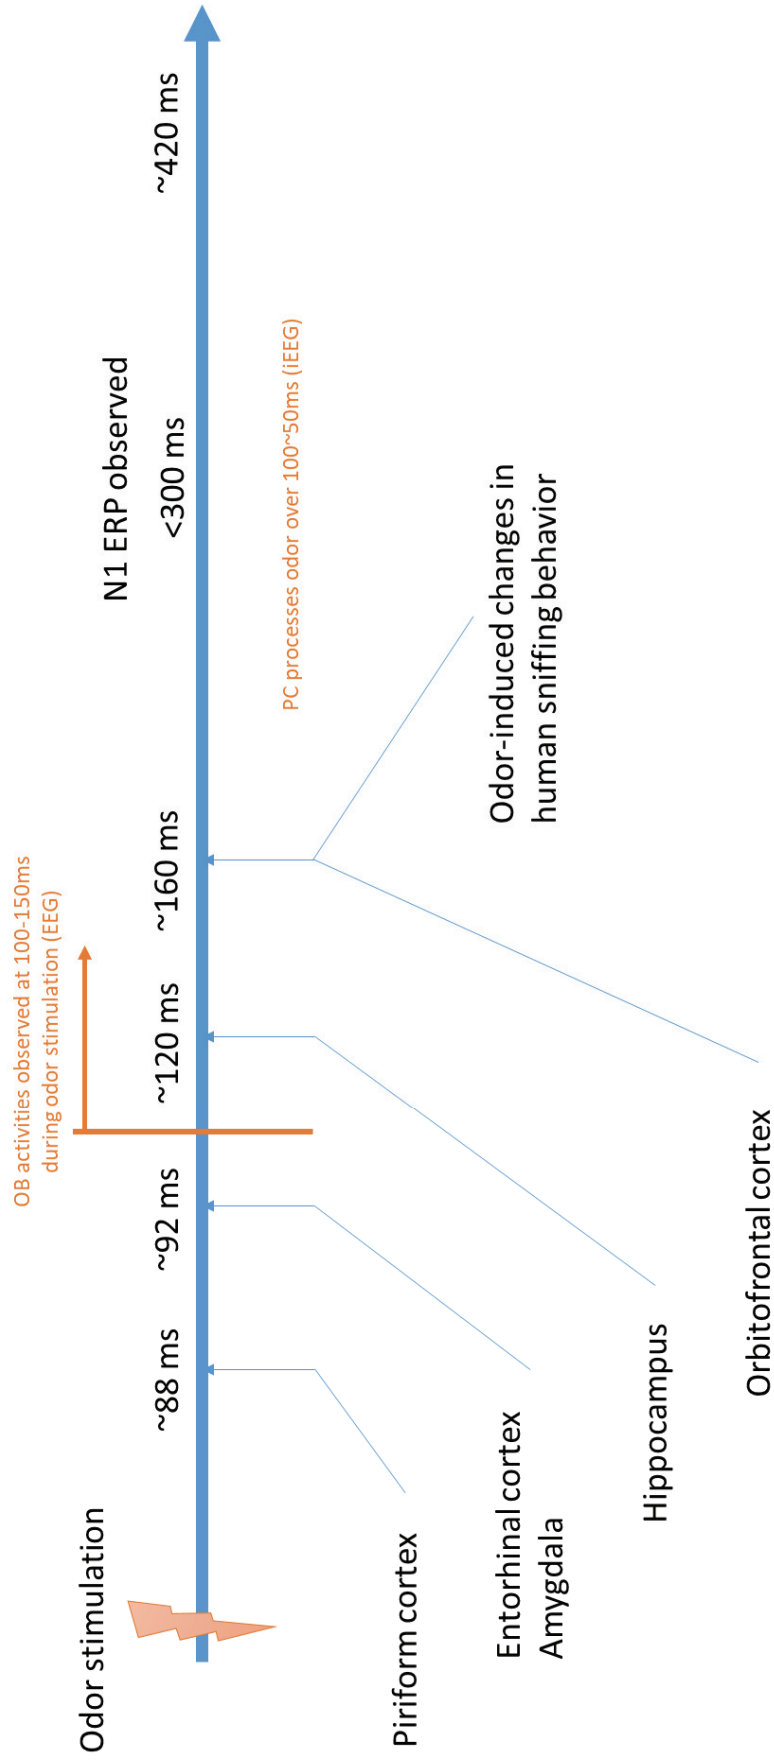 OB activities observed at 100-150ms
during odor stimulation (EEG)
Odor stimulation
N1 ERP observed
~88 ms
~92 ms
~120 ms
~160 ms
<300 ms
~420 ms
PC processes odor over 100~50ms (iEEG)
Piriform cortex
Entorhinal cortex
Amygdala
Hippocampus
Orbitofrontal cortex
Odor-induced changes in
human sniffing behavior